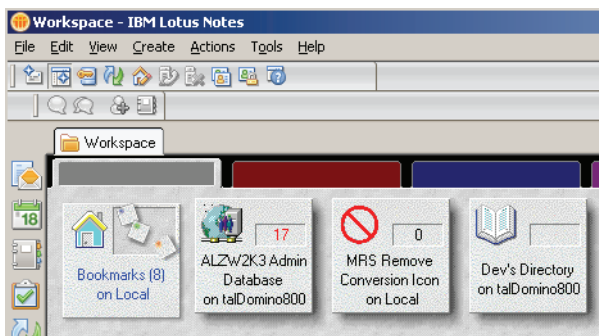 Workspace - IBM Lotus Notes
File Edit View Create Actions Tools Help
Workspace
18
Bookmarks (8)
on Local
17
ALZW2K3 Admin
Database
on talDomino800
0
MRS Remove
Conversion Icon
on Local
Dev's Directory
on talDomino800